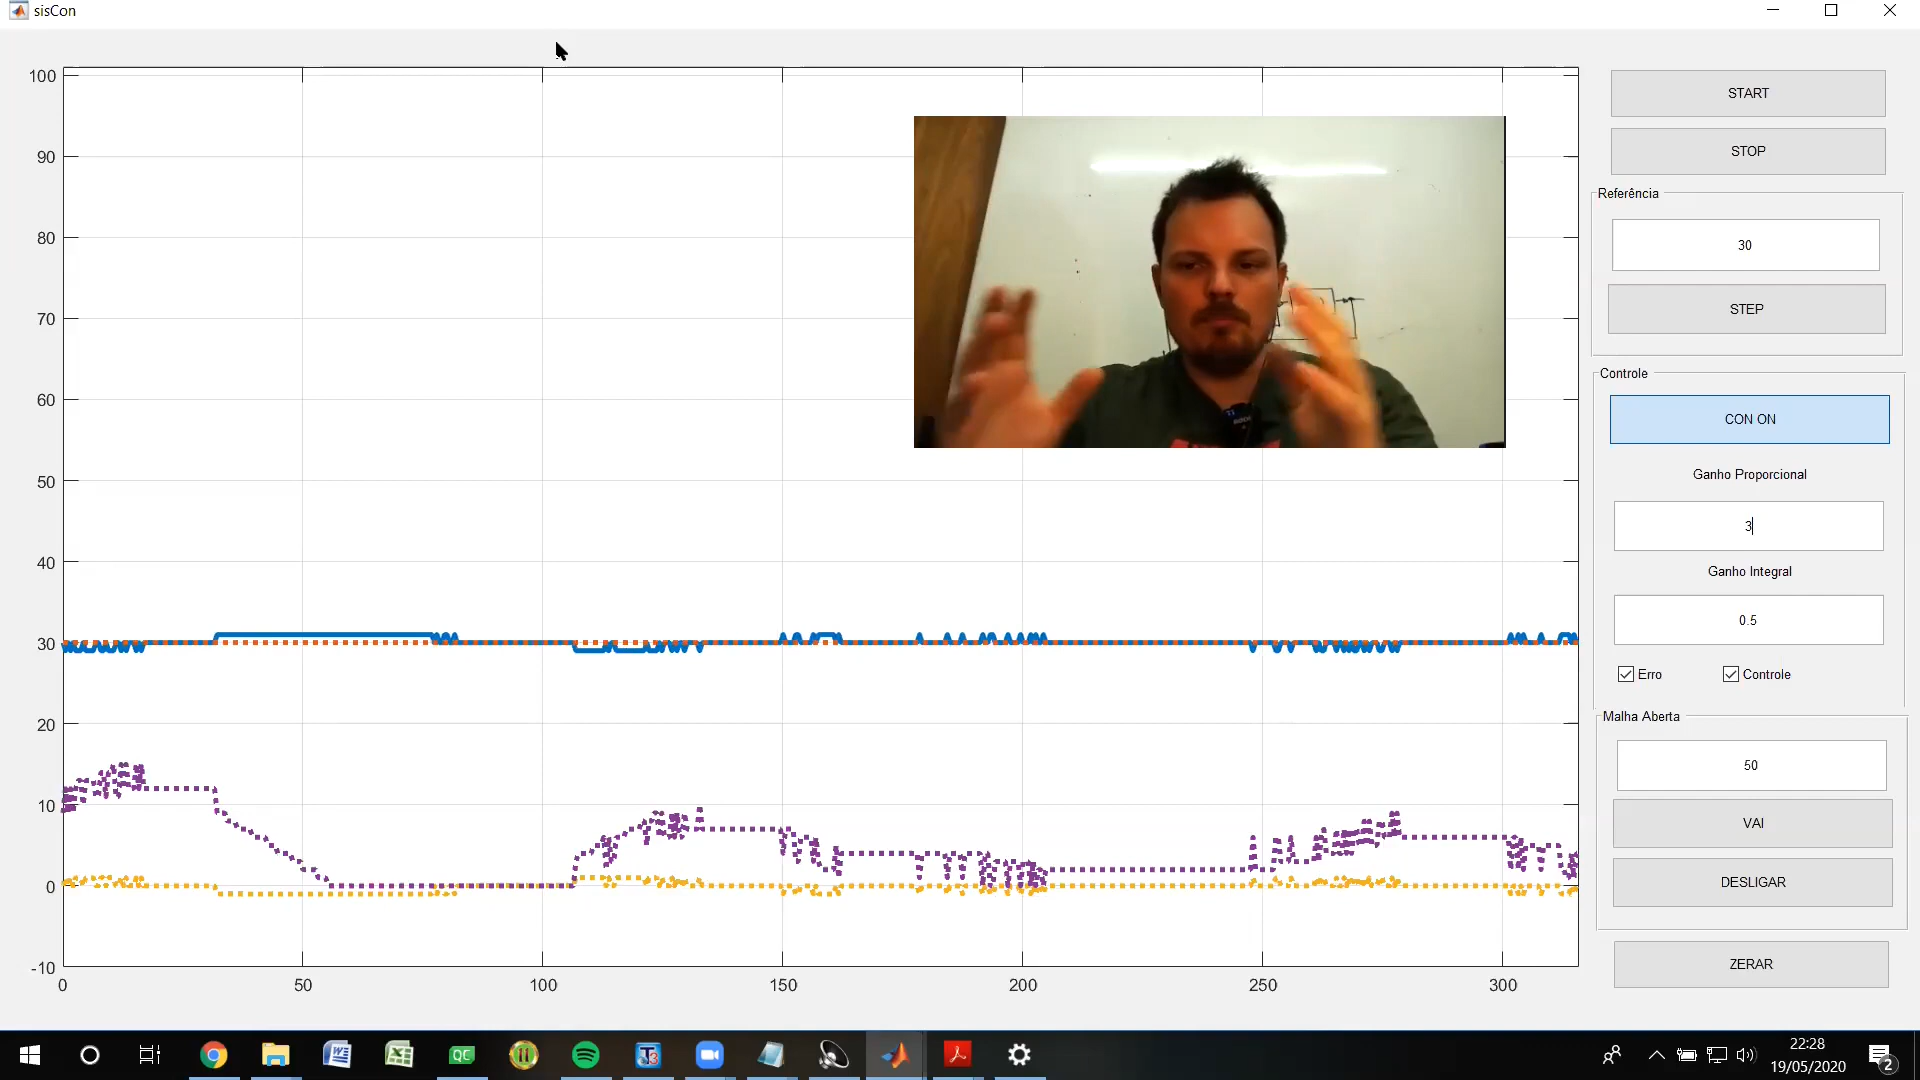 sisCon
100
90
80
70
60
50
40
30
20
10
0
-10
0
50
100
150
200
250
300
START
STOP
Referência
30
STEP
Controle
CON ON
Ganho Proporcional
3
Ganho Integral
0.5
Erro
Controle
Malha Aberta
50
VAI
DESLIGAR
ZERAR
QC
22:28
19/05/2020
2